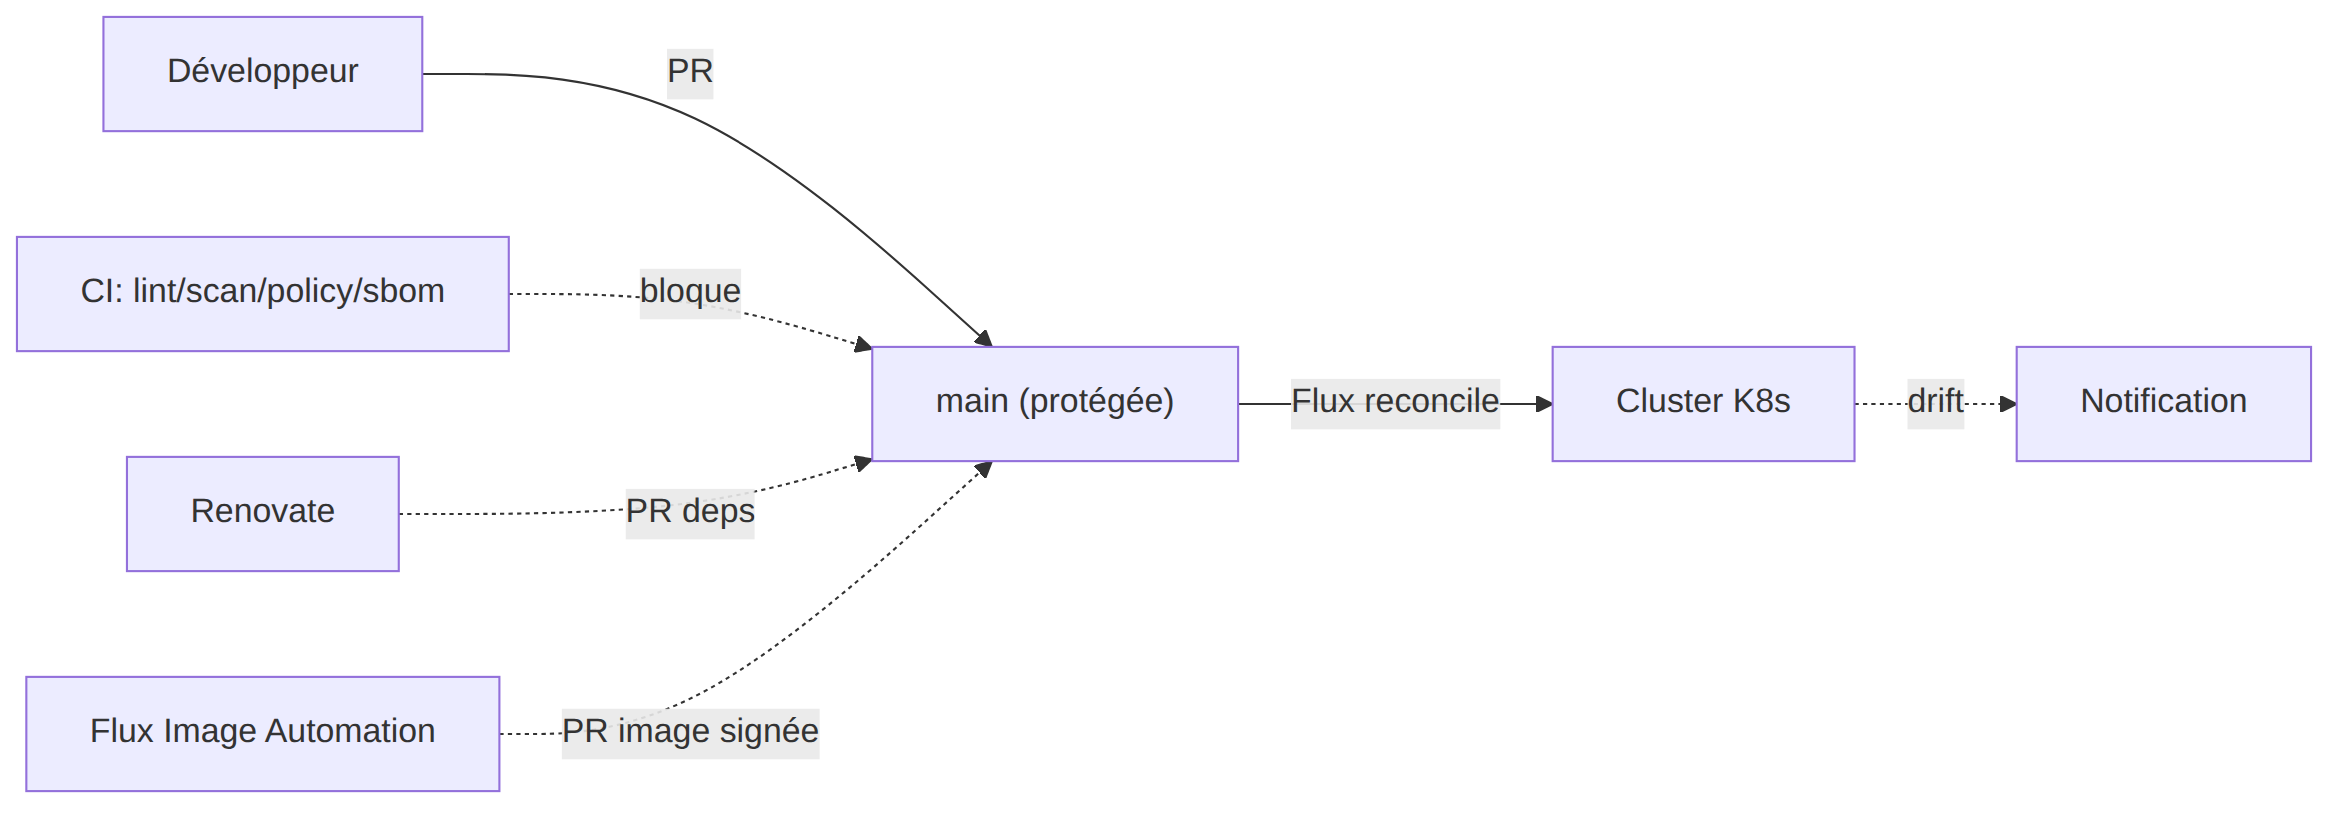 Développeur
PR
CI: lint/scan/policy/sbom
bloque
main (protégée)
Flux reconcile
Cluster K8s
drift
Notification
Renovate
PR deps
Flux Image Automation
PR image signée